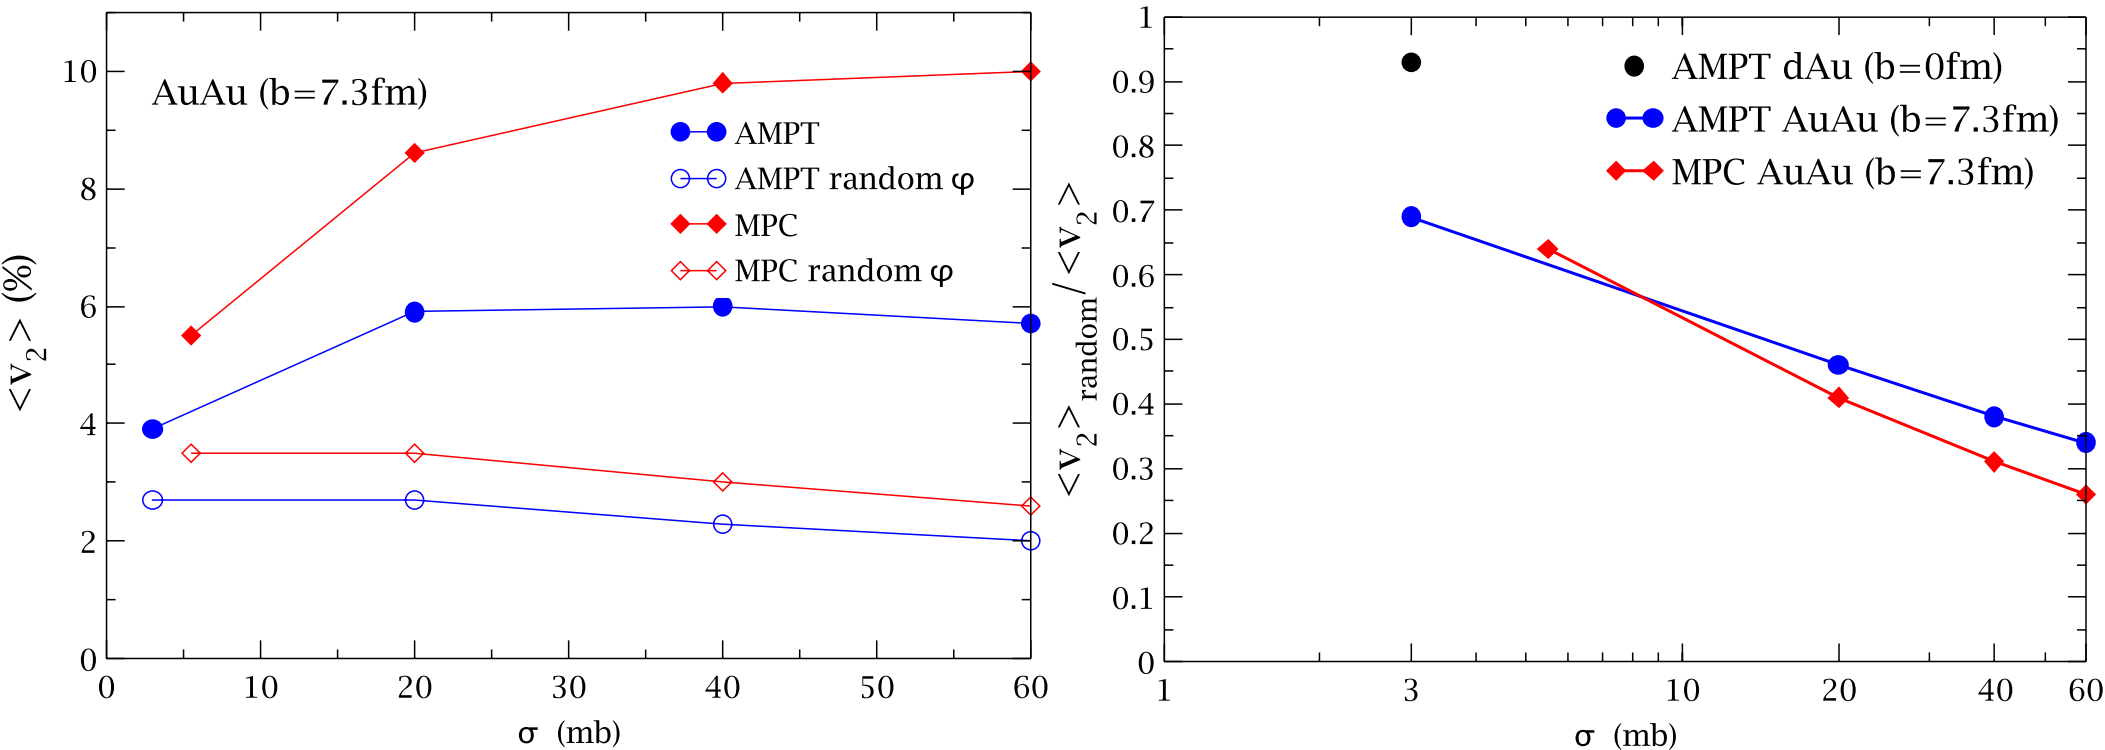 AuAu (b=7.3fm)
AMPT
AMPT random φ
MPC
MPC random φ
10
8
6
4
2
0
<v2> (%)
0 10 20 30 40 50 60
σ (mb)
AMPT dAu (b=0fm)
AMPT AuAu (b=7.3fm)
MPC AuAu (b=7.3fm)
1
0.9
0.8
0.7
0.6
0.5
0.4
0.3
0.2
0.1
0
<v2>random/<v2>
1 3 10 20 40 60
σ (mb)